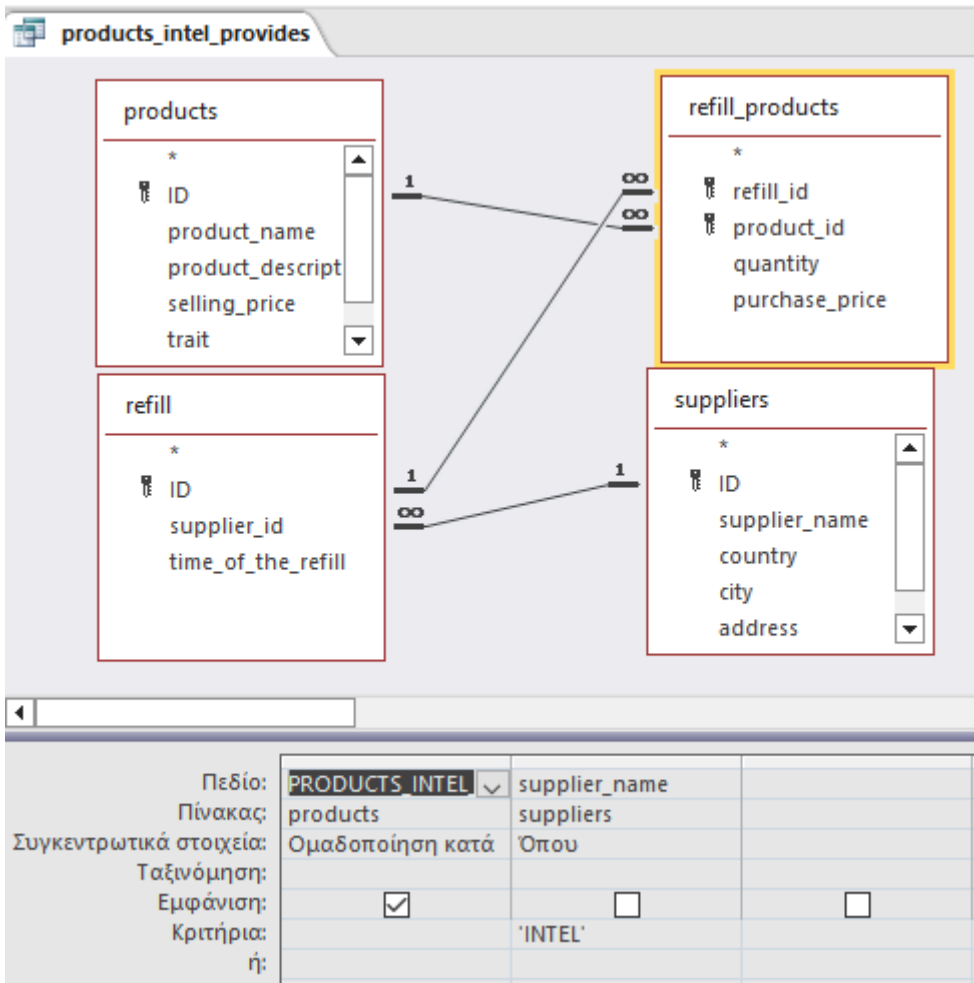 products_intel_provides
products
*
ID
product_name
product_descript
selling_price
trait
refill_products
*
refill_id
product_id
quantity
purchase_price
1
∞
∞
refill
*
ID
supplier_id
time_of_the_refill
suppliers
*
ID
supplier_name
country
city
address
1
∞
1
Πεδίο: PRODUCTS_INTEL_ supplier_name
Πίνακας: products suppliers
Συγκεντρωτικά στοιχεία: Ομαδοποίηση κατά Όπου
Ταξινόμηση:
Εμφάνιση:
Κριτήρια: 'INTEL'
ή: